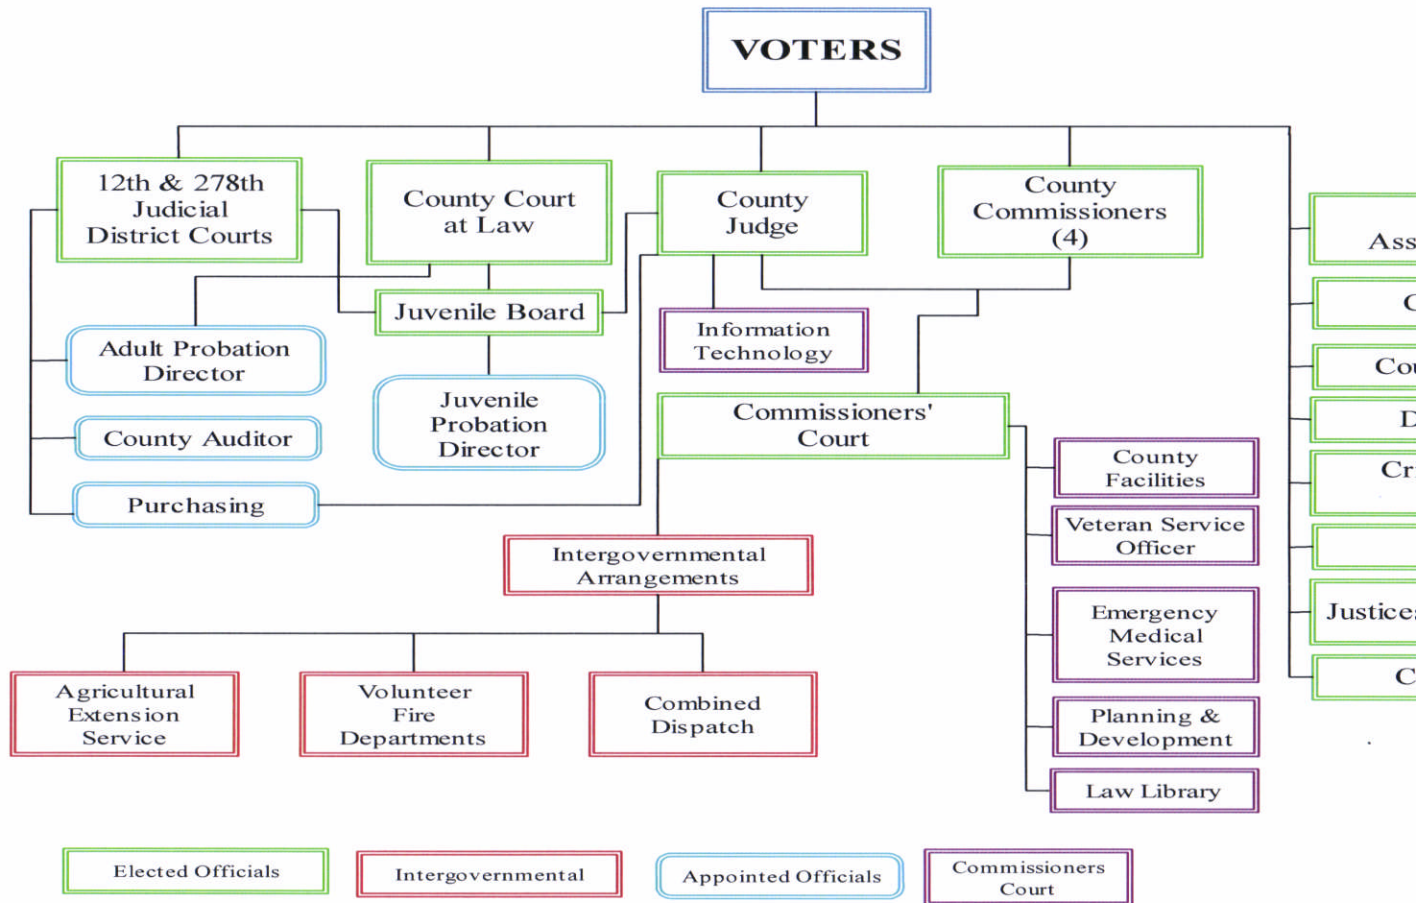 VOTERS
12th & 278th
Judicial
District Courts
County Court
at Law
County
Judge
County
Commissioners
(4)
Juvenile Board
Information
Technology
Adult Probation
Director
County Auditor
Purchasing
Juvenile
Probation
Director
Commissioners'
Court
County
Facilities
Veteran Service
Officer
Emergency
Medical
Services
Planning &
Development
Law Library
Intergovernmental
Arrangements
Agricultural
Extension
Service
Volunteer
Fire
Departments
Combined
Dispatch
Justices
Elected Officials
Intergovernmental
Appointed Officials
Commissioners
Court